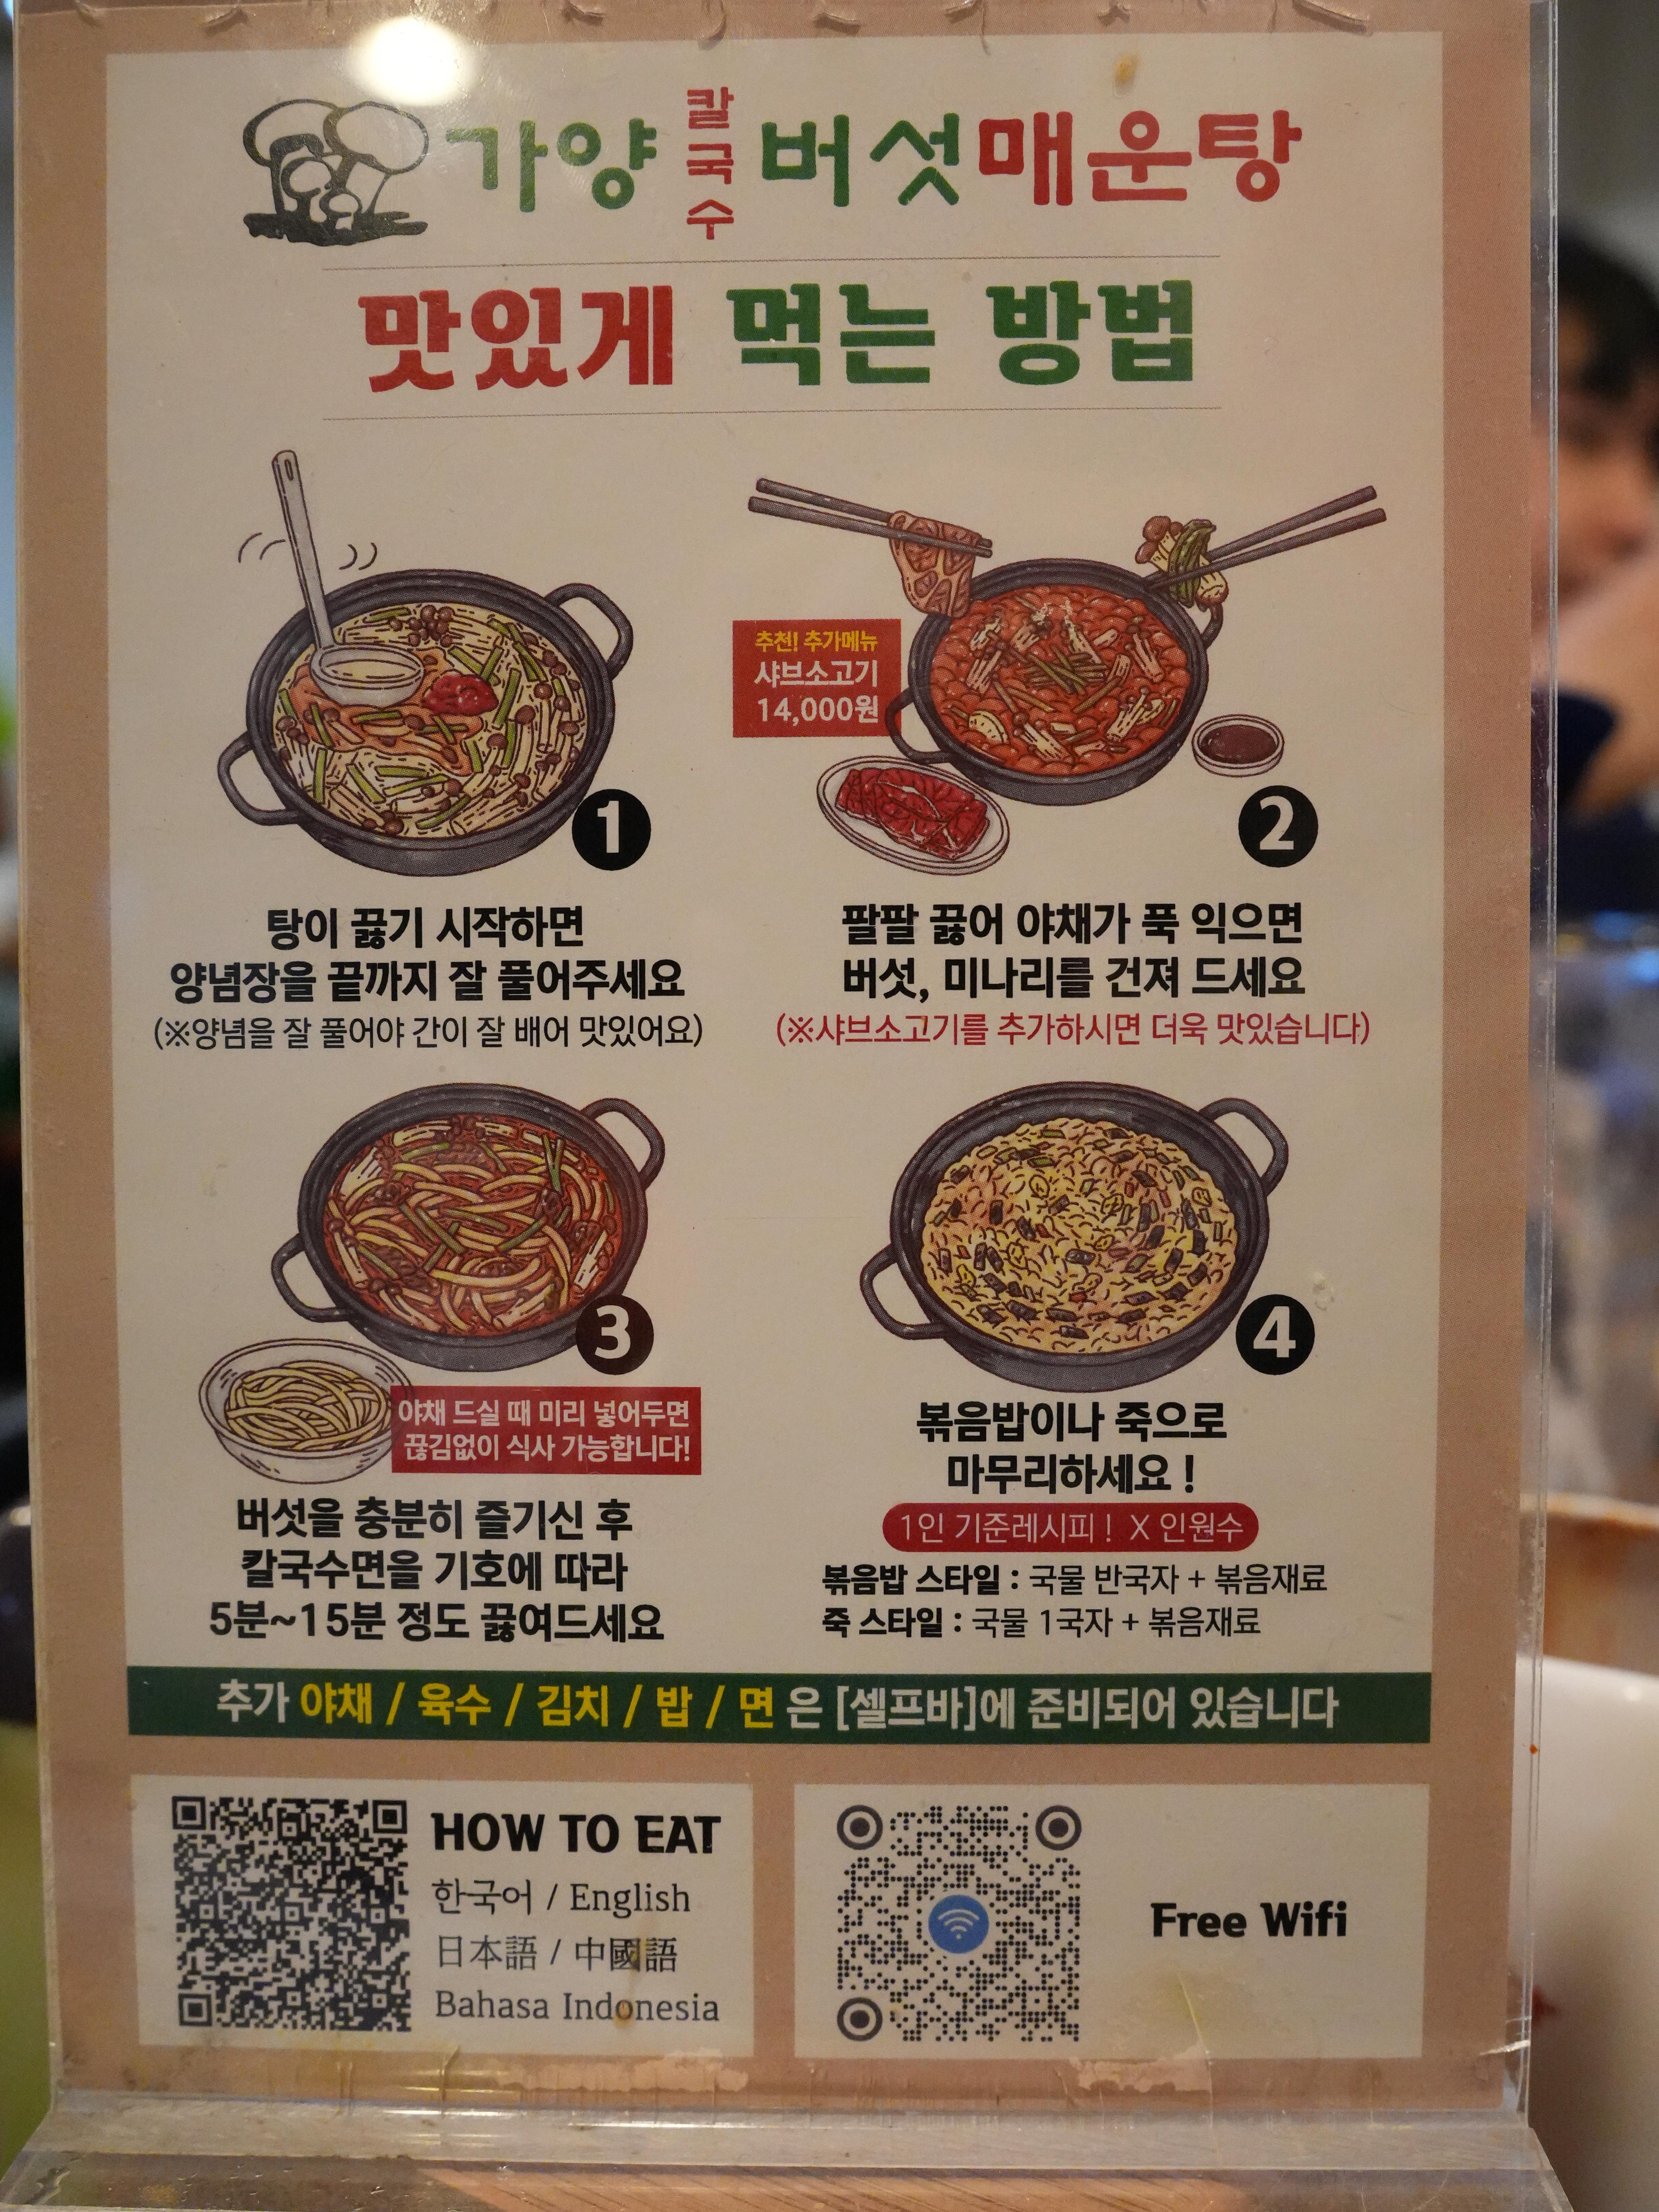 가양 칼국수 버섯매운탕
맛있게 먹는 방법
1
탕이 끓기 시작하면
양념장을 끝까지 잘 풀어주세요
(※양념을 잘 풀어야 간이 잘 배어 맛있어요)
추천! 추가메뉴
샤브소고기
14,000원
2
팔팔 끓어 야채가 푹 익으면
버섯, 미나리를 건져 드세요
(※샤브소고기를 추가하시면 더욱 맛있습니다)
3
야채 드실 때 미리 넣어두면
끊김없이 식사 가능합니다!
버섯을 충분히 즐기신 후
칼국수면을 기호에 따라
5분~15분 정도 끓여드세요
4
볶음밥이나 죽으로
마무리하세요 !
1인 기준레시피 ! X 인원수
볶음밥 스타일 : 국물 반국자 + 볶음재료
죽 스타일 : 국물 1국자 + 볶음재료
추가 야채 / 육수 / 김치 / 밥 / 면 은 [셀프바]에 준비되어 있습니다
HOW TO EAT
한국어 / English
日本語 / 中國語
Bahasa Indonesia
Free Wifi